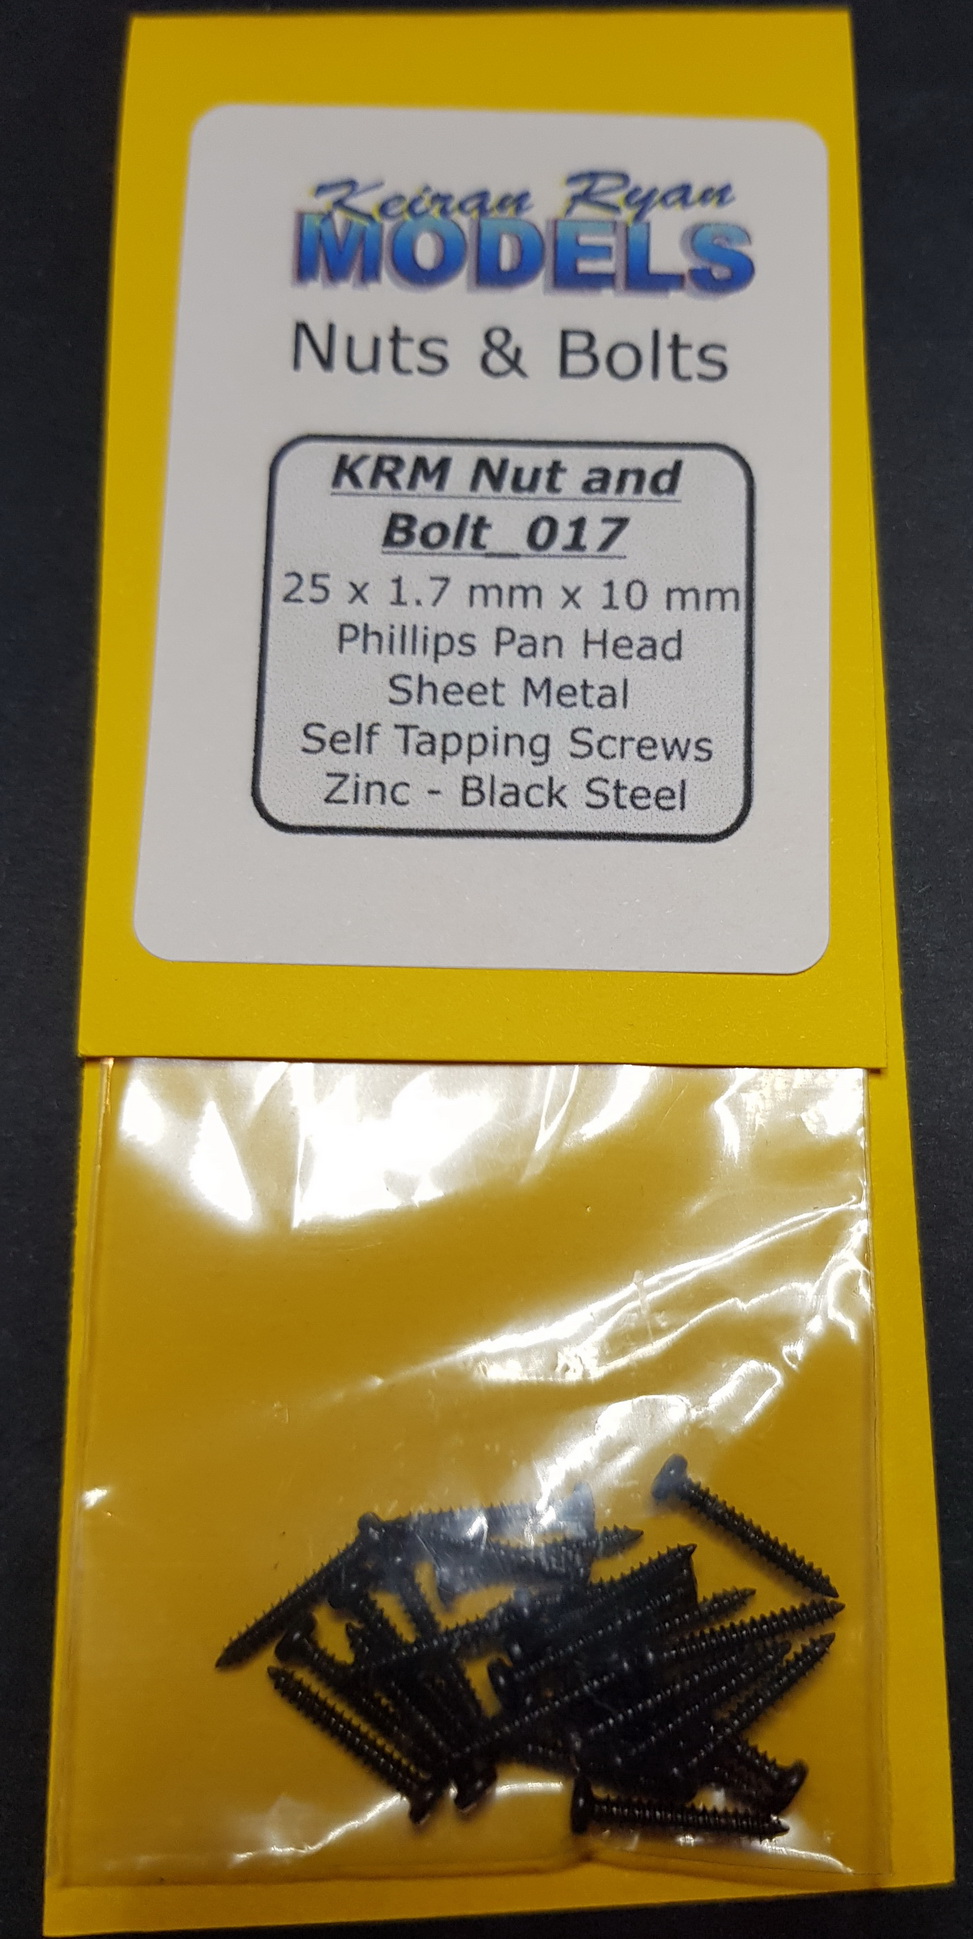 Keiran Ryan
MODELS
Nuts & Bolts
KRM Nut and
Bolt_017
25 x 1.7 mm x 10 mm
Phillips Pan Head
Sheet Metal
Self Tapping Screws
Zinc - Black Steel